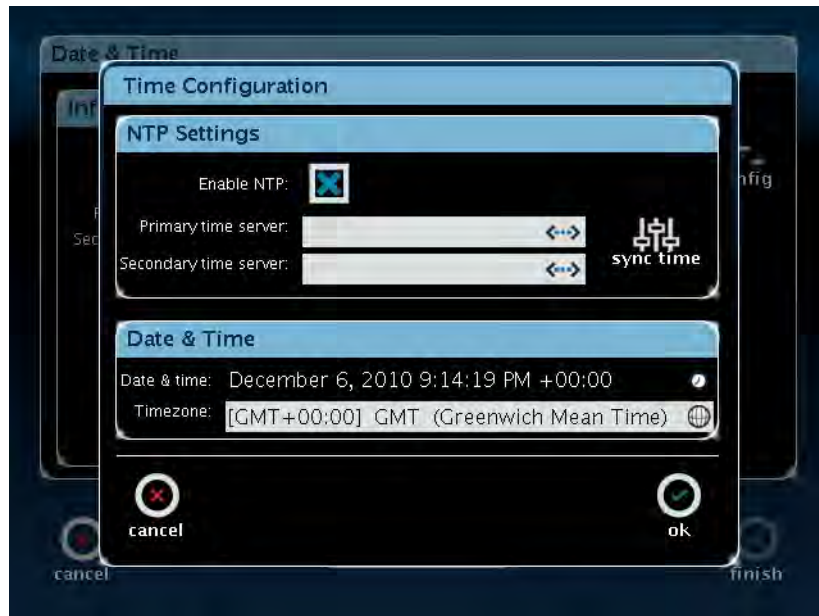 Date & Time
Time Configuration
Inf
NTP Settings
Enable NTP:
nfig
Primary time server:
Sec
sync time
Secondary time server:
Date & Time
Date & time: December 6, 2010 9:14:19 PM +00:00
Timezone: [GMT+00:00] GMT (Greenwich Mean Time)
cancel
ok
cancel
finish